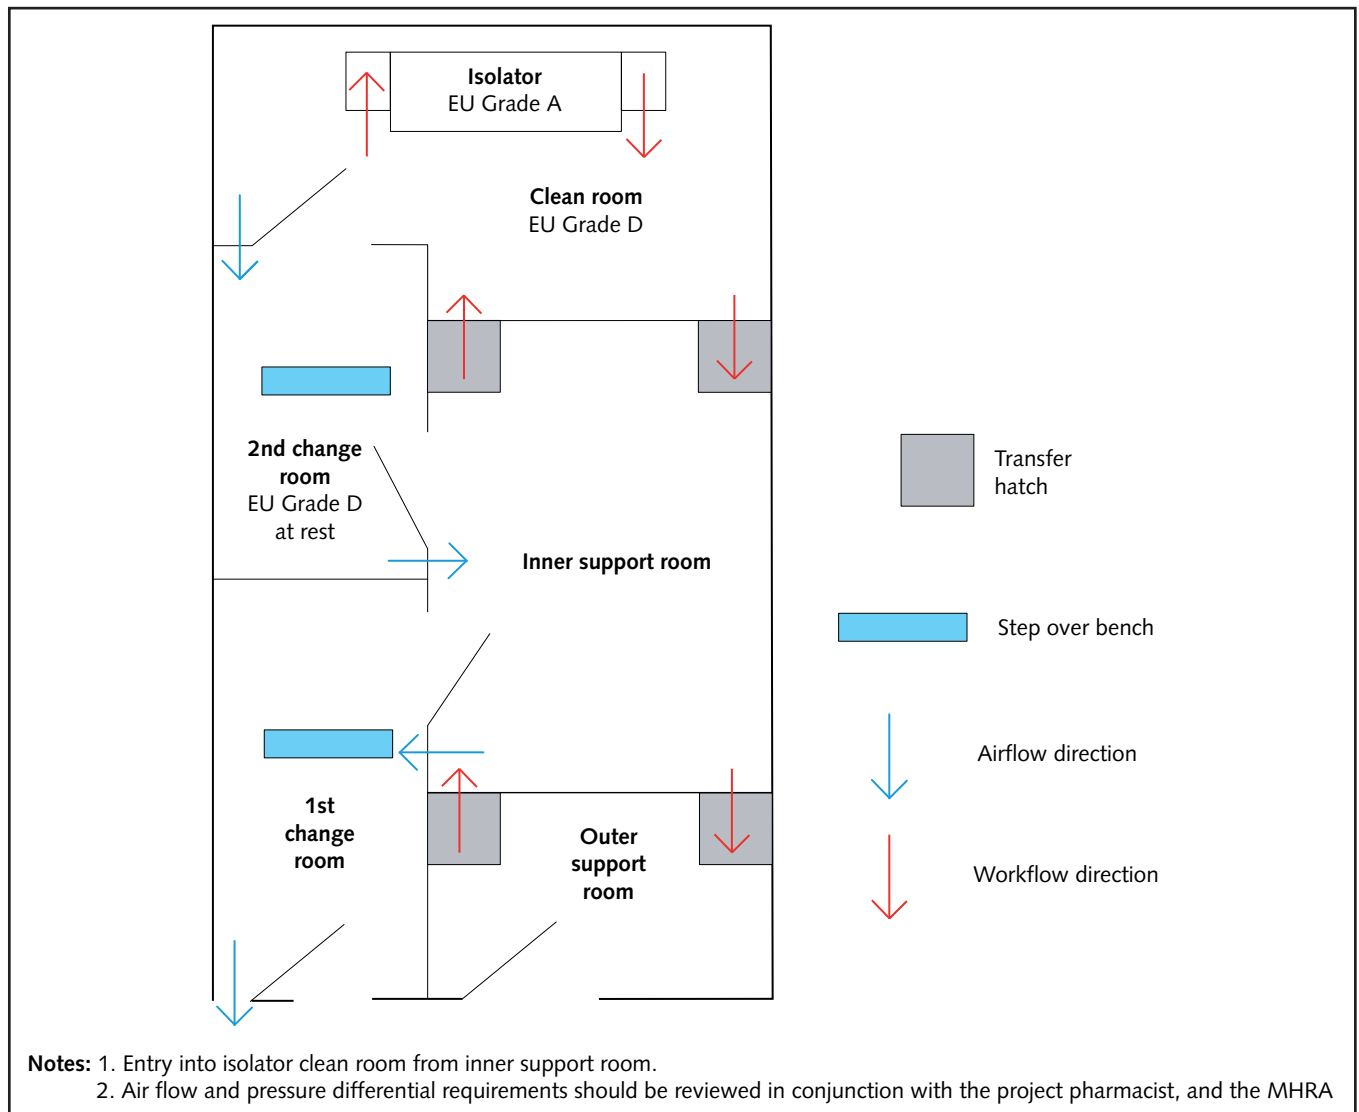 Isolator
EU Grade A
Clean room
EU Grade D
2nd change
room
EU Grade D
at rest
Inner support room
1st
change
room
Outer
support
room
Transfer
hatch
Step over bench
Airflow direction
Workflow direction
Notes: 1. Entry into isolator clean room from inner support room.
2. Air flow and pressure differential requirements should be reviewed in conjunction with the project pharmacist, and the MHRA